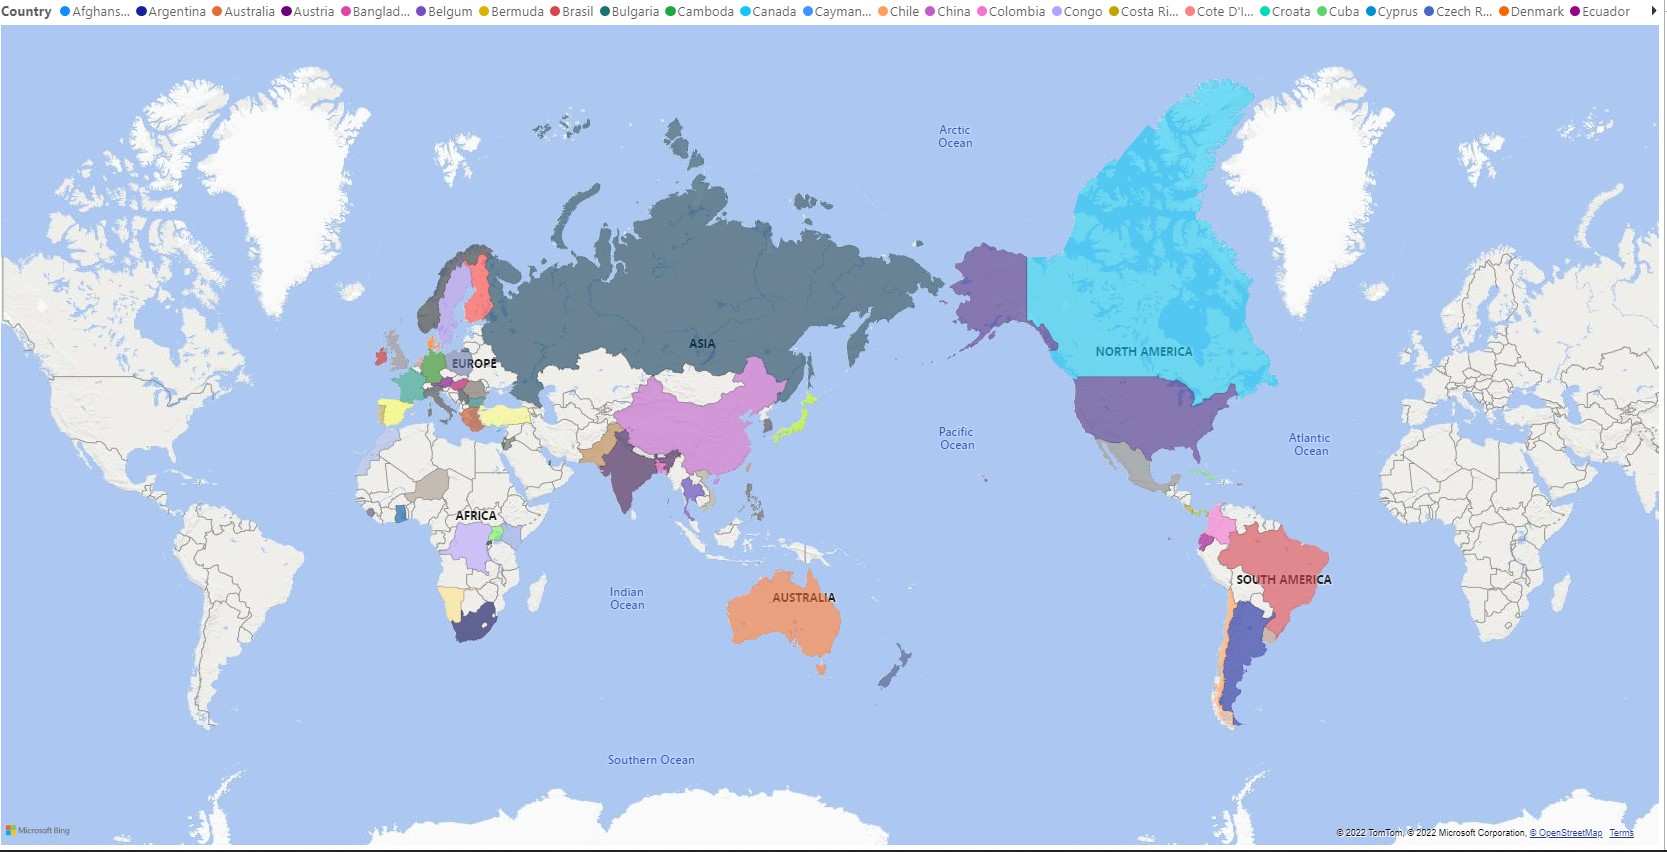 Country Afghans... Argentina Australia Austria Banglad... Belgum Bermuda Brasil Bulgaria Camboda Canada Cayman... Chile China Colombia Congo Costa Ri... Cote D'I... Croata Cuba Cyprus Czech R... Denmark Ecuador
Arctic
Ocean
ASIA
NORTH AMERICA
EUROPE
Pacific
Ocean
Atlantic
Ocean
AFRICA
SOUTH AMERICA
Indian
Ocean
AUSTRALIA
Southern Ocean
Microsoft Bing
© 2022 TomTom, © 2022 Microsoft Corporation, © OpenStreetMap Terms